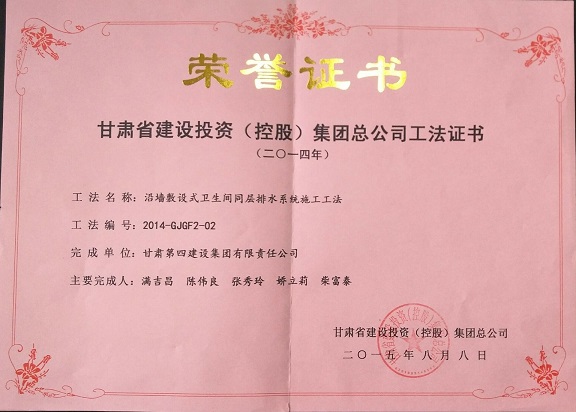 荣誉证书
甘肃省建设投资（控股）集团总公司工法证书
（二〇一四年）
工法名称：沿墙敷设式卫生间同层排水系统施工工法
工法编号：2014-GJGF2-02
完成单位：甘肃第四建设集团有限责任公司
主要完成人：满吉昌 陈伟良 张秀玲 娇立莉 柴富泰
甘肃省建设投资（控股）集团总公司
二〇一五年八月八日